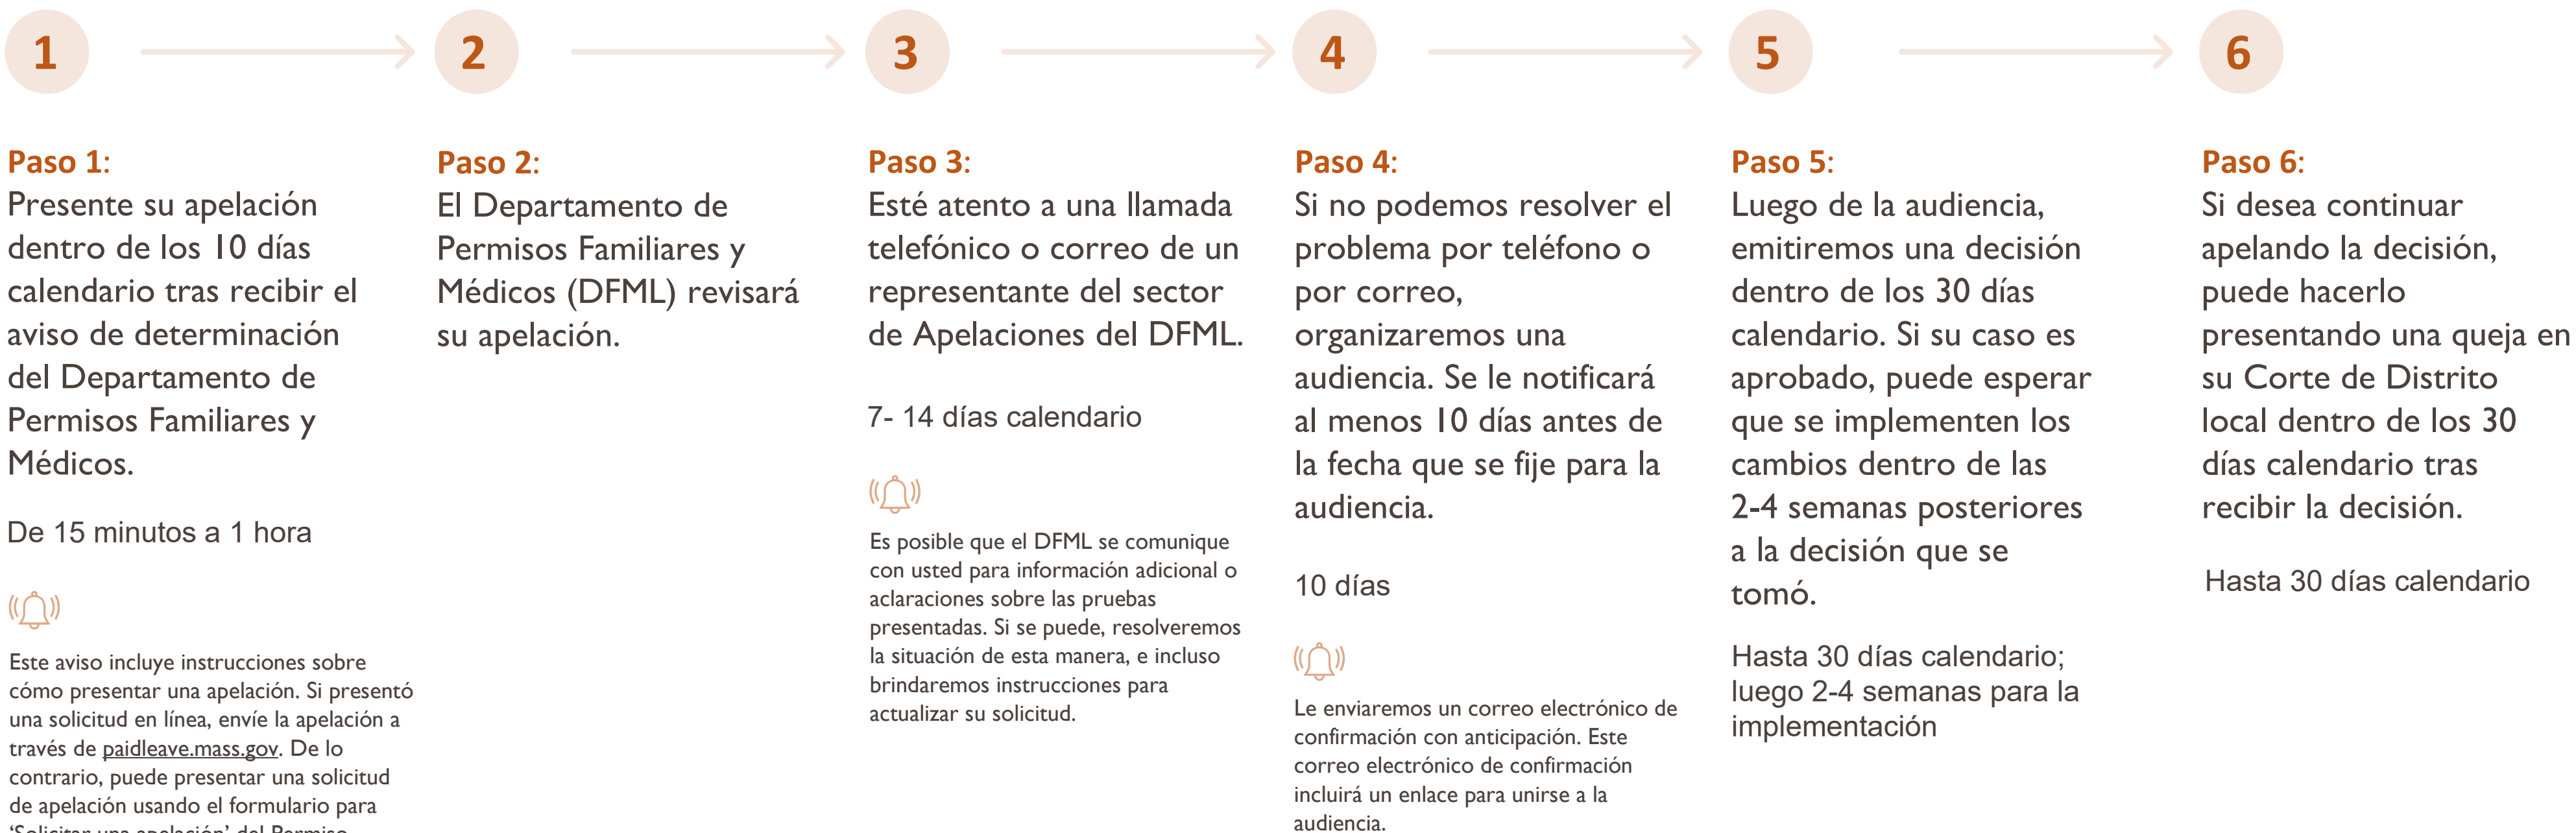 1
2
3
4
5
6
Paso 1:
Presente su apelación
dentro de los 10 días
calendario tras recibir el
aviso de determinación
del Departamento de
Permisos Familiares y
Médicos.
De 15 minutos a 1 hora
Este aviso incluye instrucciones sobre
cómo presentar una apelación. Si presentó
una solicitud en línea, envíe la apelación a
través de paidleave.mass.gov. De lo
contrario, puede presentar una solicitud
de apelación usando el formulario para
‘Solicitar una apelación’ del Permiso
Paso 2:
El Departamento de
Permisos Familiares y
Médicos (DFML) revisará
su apelación.
Paso 3:
Esté atento a una llamada
telefónico o correo de un
representante del sector
de Apelaciones del DFML.
7- 14 días calendario
Es posible que el DFML se comunique
con usted para información adicional o
aclaraciones sobre las pruebas
presentadas. Si se puede, resolveremos
la situación de esta manera, e incluso
brindaremos instrucciones para
actualizar su solicitud.
Paso 4:
Si no podemos resolver el
problema por teléfono o
por correo,
organizaremos una
audiencia. Se le notificará
al menos 10 días antes de
la fecha que se fije para la
audiencia.
10 días
Le enviaremos un correo electrónico de
confirmación con anticipación. Este
correo electrónico de confirmación
incluirá un enlace para unirse a la
audiencia.
Paso 5:
Luego de la audiencia,
emitiremos una decisión
dentro de los 30 días
calendario. Si su caso es
aprobado, puede esperar
que se implementen los
cambios dentro de las
2-4 semanas posteriores
a la decisión que se
tomó.
Hasta 30 días calendario;
luego 2-4 semanas para la
implementación
Paso 6:
Si desea continuar
apelando la decisión,
puede hacerlo
presentando una queja en
su Corte de Distrito
local dentro de los 30
días calendario tras
recibir la decisión.
Hasta 30 días calendario